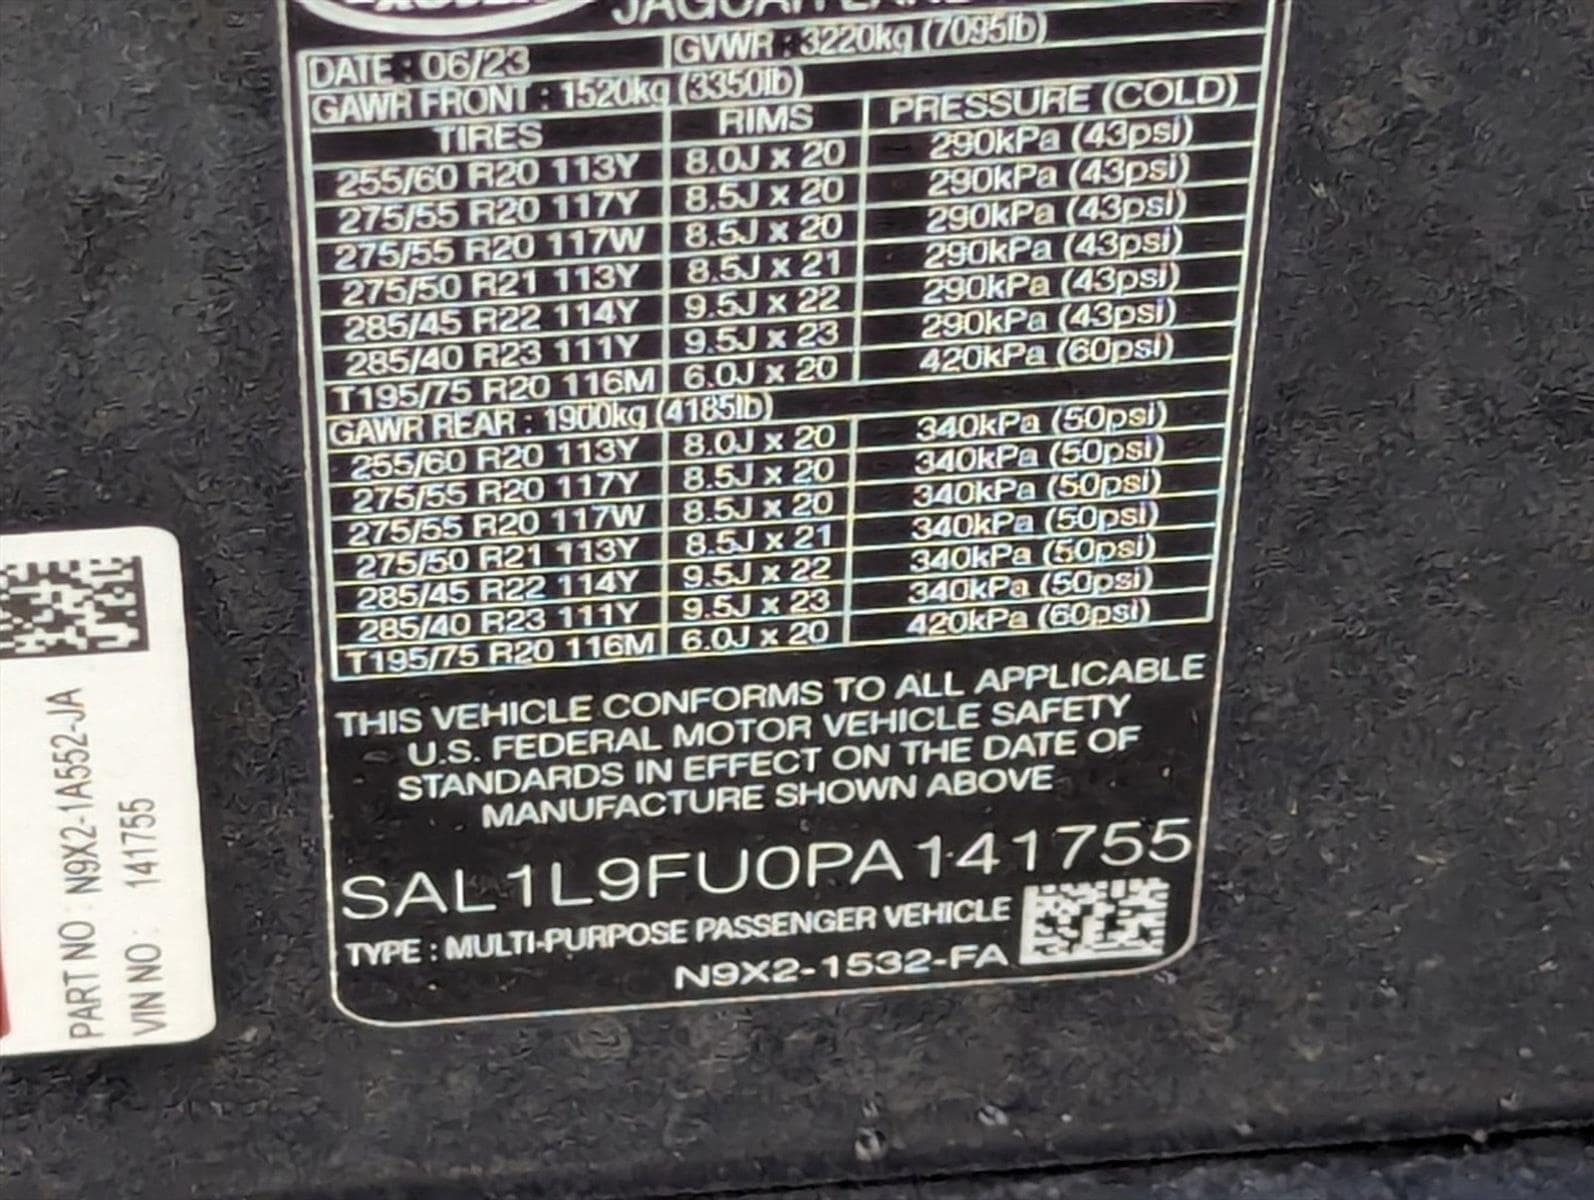 JAGUAR LAND
DATE : 06/23 GVWR : 3220kg (7095lb)
GAWR FRONT : 1520kg (3350lb)
TIRES RIMS PRESSURE (COLD)
255/60 R20 113Y 8.0J x 20 290kPa (43psi)
275/55 R20 117Y 8.5J x 20 290kPa (43psi)
275/55 R20 117W 8.5J x 20 290kPa (43psi)
275/50 R21 113Y 8.5J x 21 290kPa (43psi)
285/45 R22 114Y 9.5J x 22 290kPa (43psi)
285/40 R23 111Y 9.5J x 23 290kPa (43psi)
T195/75 R20 116M 6.0J x 20 420kPa (60psi)
GAWR REAR : 1900kg (4185lb)
255/60 R20 113Y 8.0J x 20 340kPa (50psi)
275/55 R20 117Y 8.5J x 20 340kPa (50psi)
275/55 R20 117W 8.5J x 20 340kPa (50psi)
275/50 R21 113Y 8.5J x 21 340kPa (50psi)
285/45 R22 114Y 9.5J x 22 340kPa (50psi)
285/40 R23 111Y 9.5J x 23 340kPa (50psi)
T195/75 R20 116M 6.0J x 20 420kPa (60psi)
THIS VEHICLE CONFORMS TO ALL APPLICABLE
U.S. FEDERAL MOTOR VEHICLE SAFETY
STANDARDS IN EFFECT ON THE DATE OF
MANUFACTURE SHOWN ABOVE
SAL1L9FU0PA141755
TYPE : MULTI-PURPOSE PASSENGER VEHICLE
N9X2-1532-FA
PART NO : N9X2-1A552-JA
VIN NO : 141755